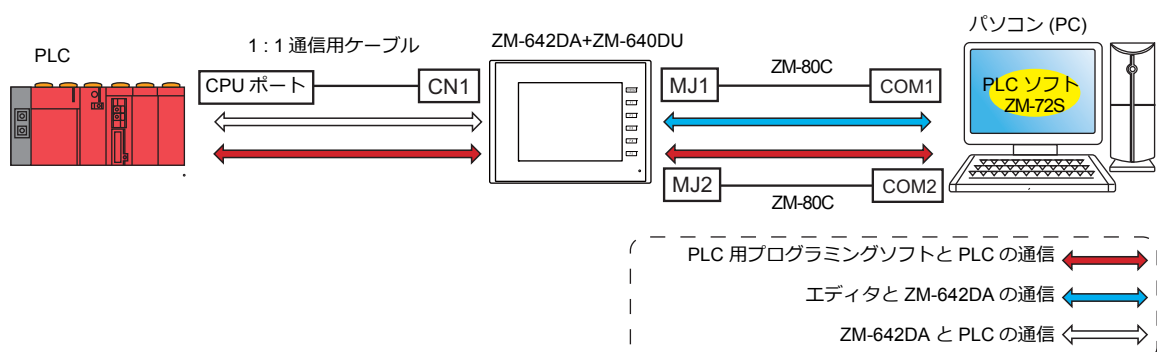 パソコン (PC)
PLC
1 : 1 通信用ケーブル
ZM-642DA+ZM-640DU
CPU ポート
CN1
MJ1
ZM-80C
COM1
PLC ソフト
ZM-72S
MJ2
ZM-80C
COM2
PLC 用プログラミングソフトと PLC の通信
エディタと ZM-642DA の通信
ZM-642DA と PLC の通信